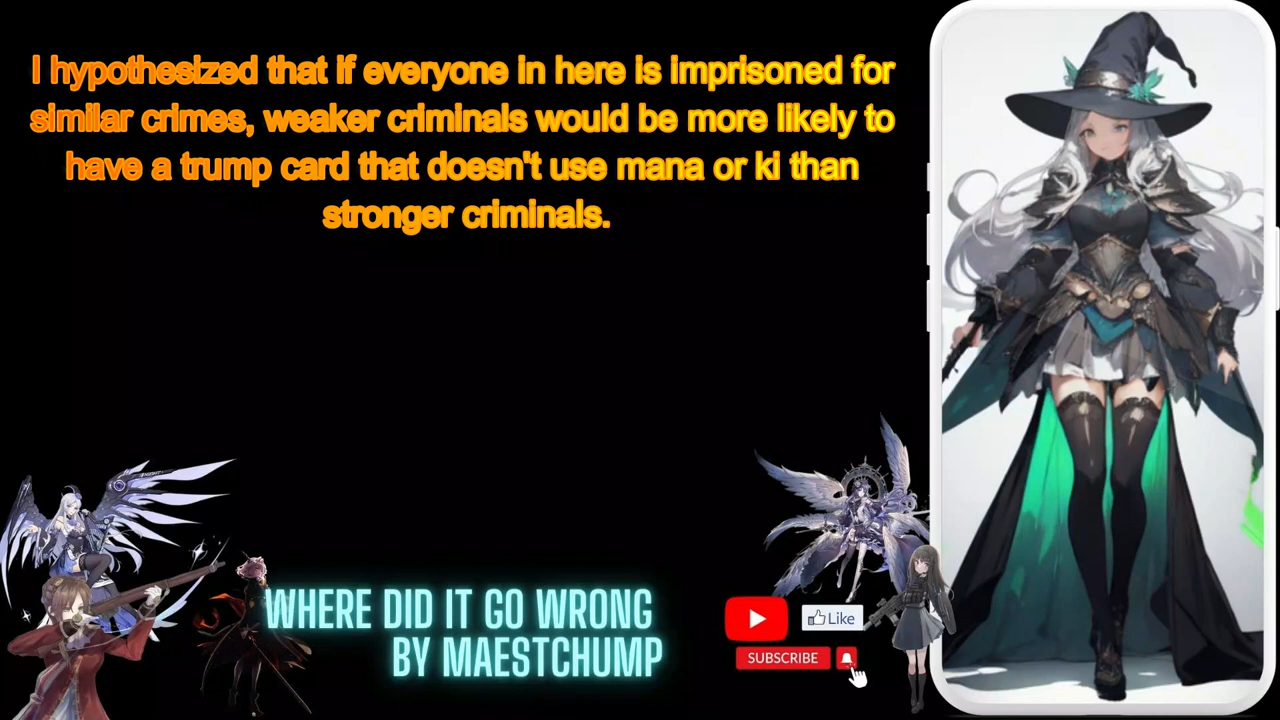 I hypothesized that if everyone in here is imprisoned for
similar crimes, weaker criminals would be more likely to
have a trump card that doesn't use mana or ki than
stronger criminals.
WHERE DID IT GO WRONG
BY MAESTCHUMP
Like
SUBSCRIBE